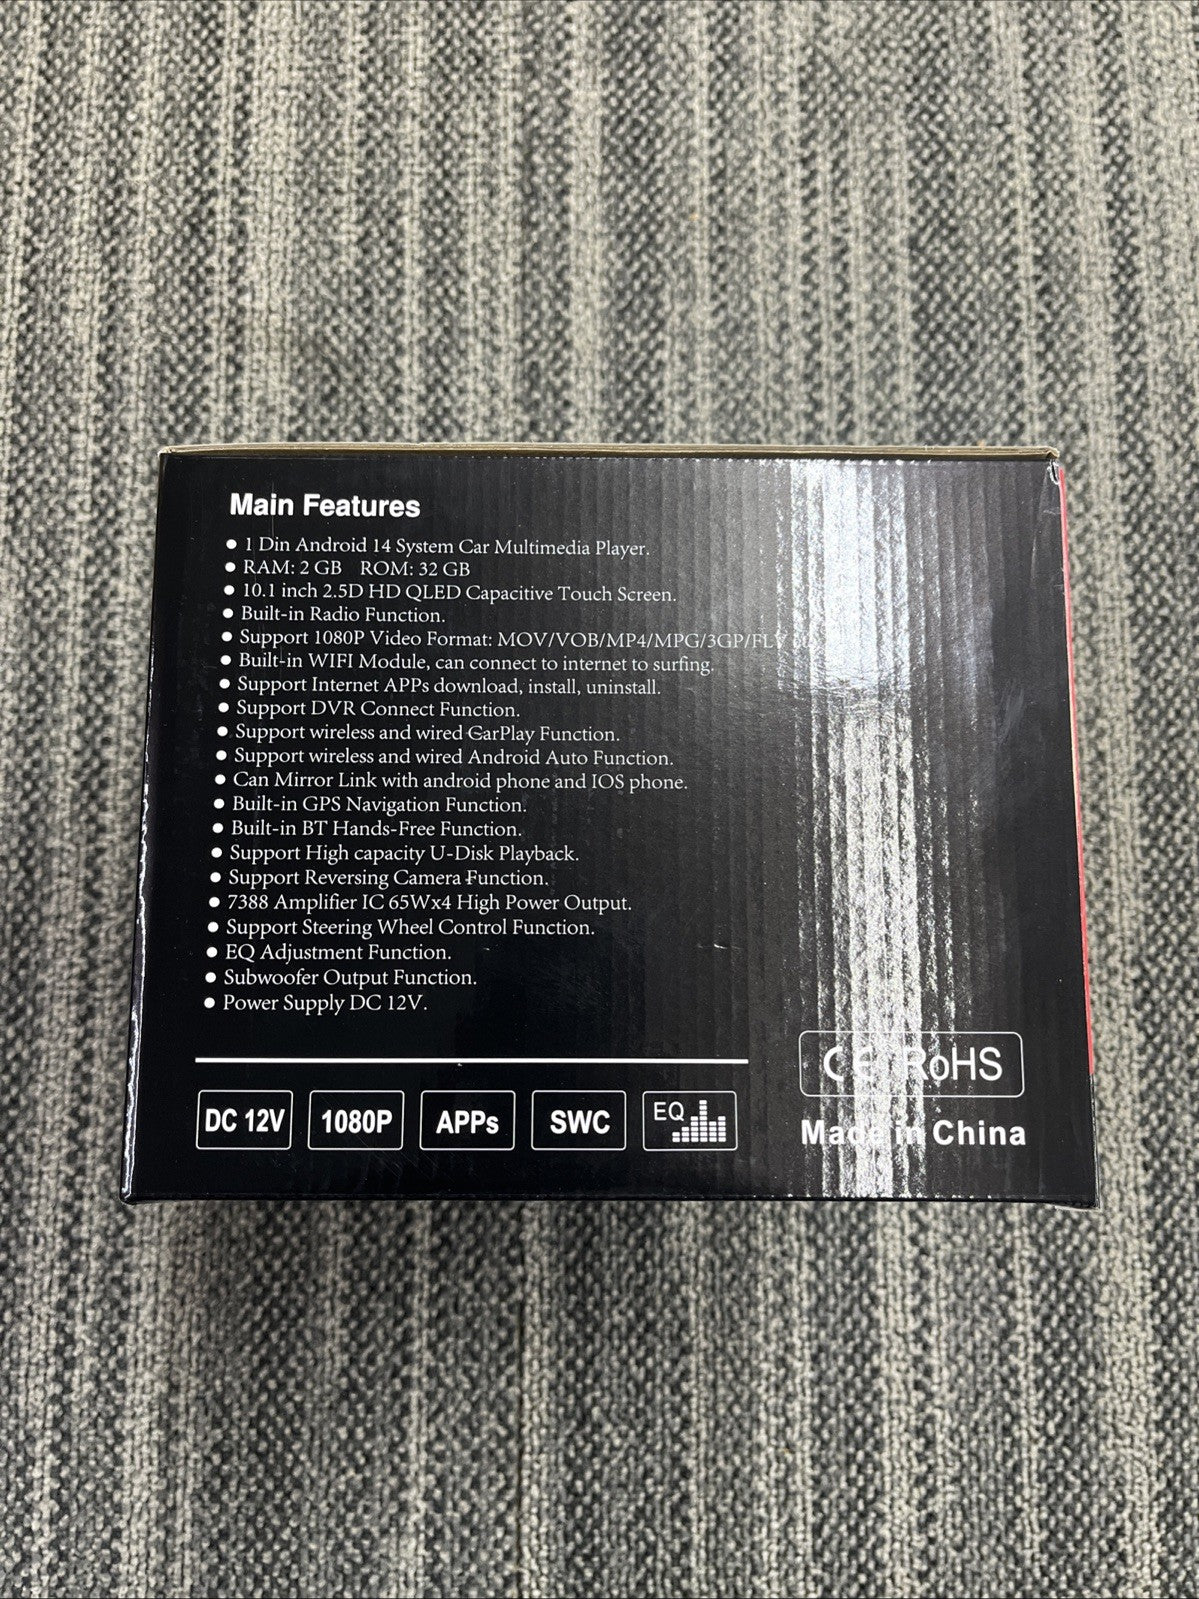 Main Features
● 1 Din Android 14 System Car Multimedia Player.
● RAM: 2 GB ROM: 32 GB
● 10.1 inch 2.5D HD QLED Capacitive Touch Screen.
● Built-in Radio Function.
● Support 1080P Video Format: MOV/VOB/MP4/MPG/3GP/FLV
● Built-in WIFI Module, can connect to internet to surfing.
● Support Internet APPs download, install, uninstall.
● Support DVR Connect Function.
● Support wireless and wired CarPlay Function.
● Support wireless and wired Android Auto Function.
● Can Mirror Link with android phone and IOS phone.
● Built-in GPS Navigation Function.
● Built-in BT Hands-Free Function.
● Support High capacity U-Disk Playback.
● Support Reversing Camera Function.
● 7388 Amplifier IC 65Wx4 High Power Output.
● Support Steering Wheel Control Function.
● EQ Adjustment Function.
● Subwoofer Output Function.
● Power Supply DC 12V.
CE RoHS
DC 12V 1080P APPs SWC EQ
Made in China